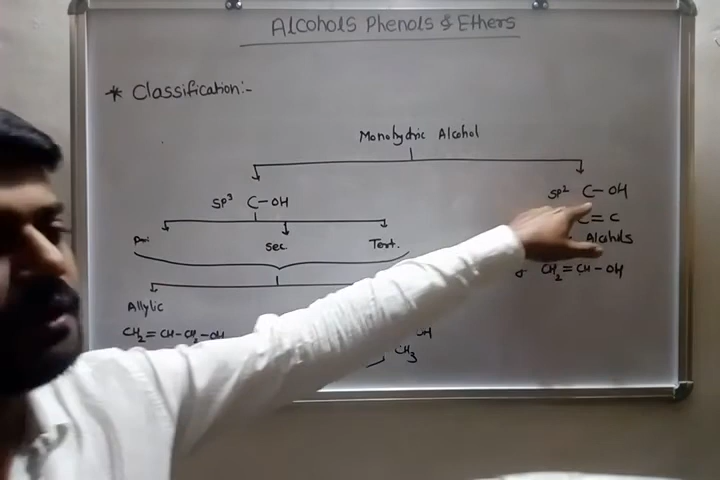 Alcohols Phenols & Ethers
* Classification:-
Monohydric Alcohol
SP³ C-OH
SP² C-OH
Pri. Sec. Tert.
C = C
Alcohols
Allylic
CH₂=CH-OH
CH₂=CH-CH₂-OH
OH
CH₃